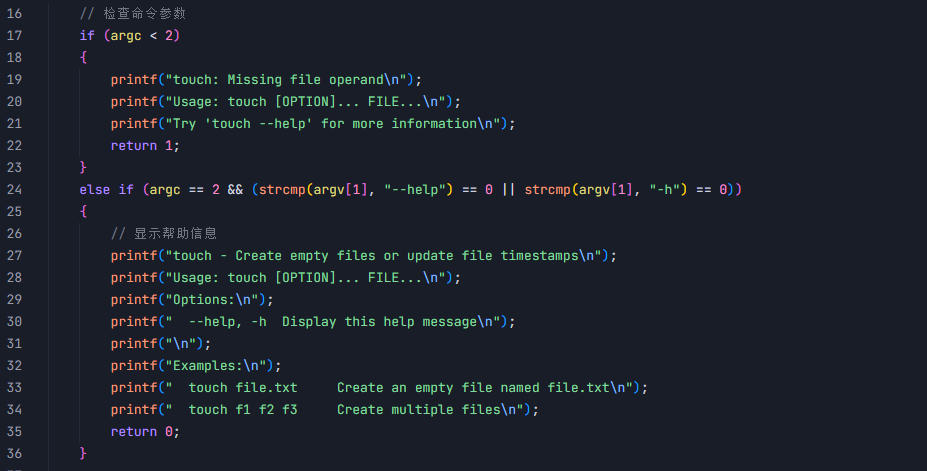 16 // 检查命令参数
17 if (argc < 2)
18 {
19 printf("touch: Missing file operand\n");
20 printf("Usage: touch [OPTION]... FILE...\n");
21 printf("Try 'touch --help' for more information\n");
22 return 1;
23 }
24 else if (argc == 2 && (strcmp(argv[1], "--help") == 0 || strcmp(argv[1], "-h") == 0))
25 {
26 // 显示帮助信息
27 printf("touch - Create empty files or update file timestamps\n");
28 printf("Usage: touch [OPTION]... FILE...\n");
29 printf("Options:\n");
30 printf("  --help, -h  Display this help message\n");
31 printf("\n");
32 printf("Examples:\n");
33 printf("  touch file.txt     Create an empty file named file.txt\n");
34 printf("  touch f1 f2 f3     Create multiple files\n");
35 return 0;
36 }